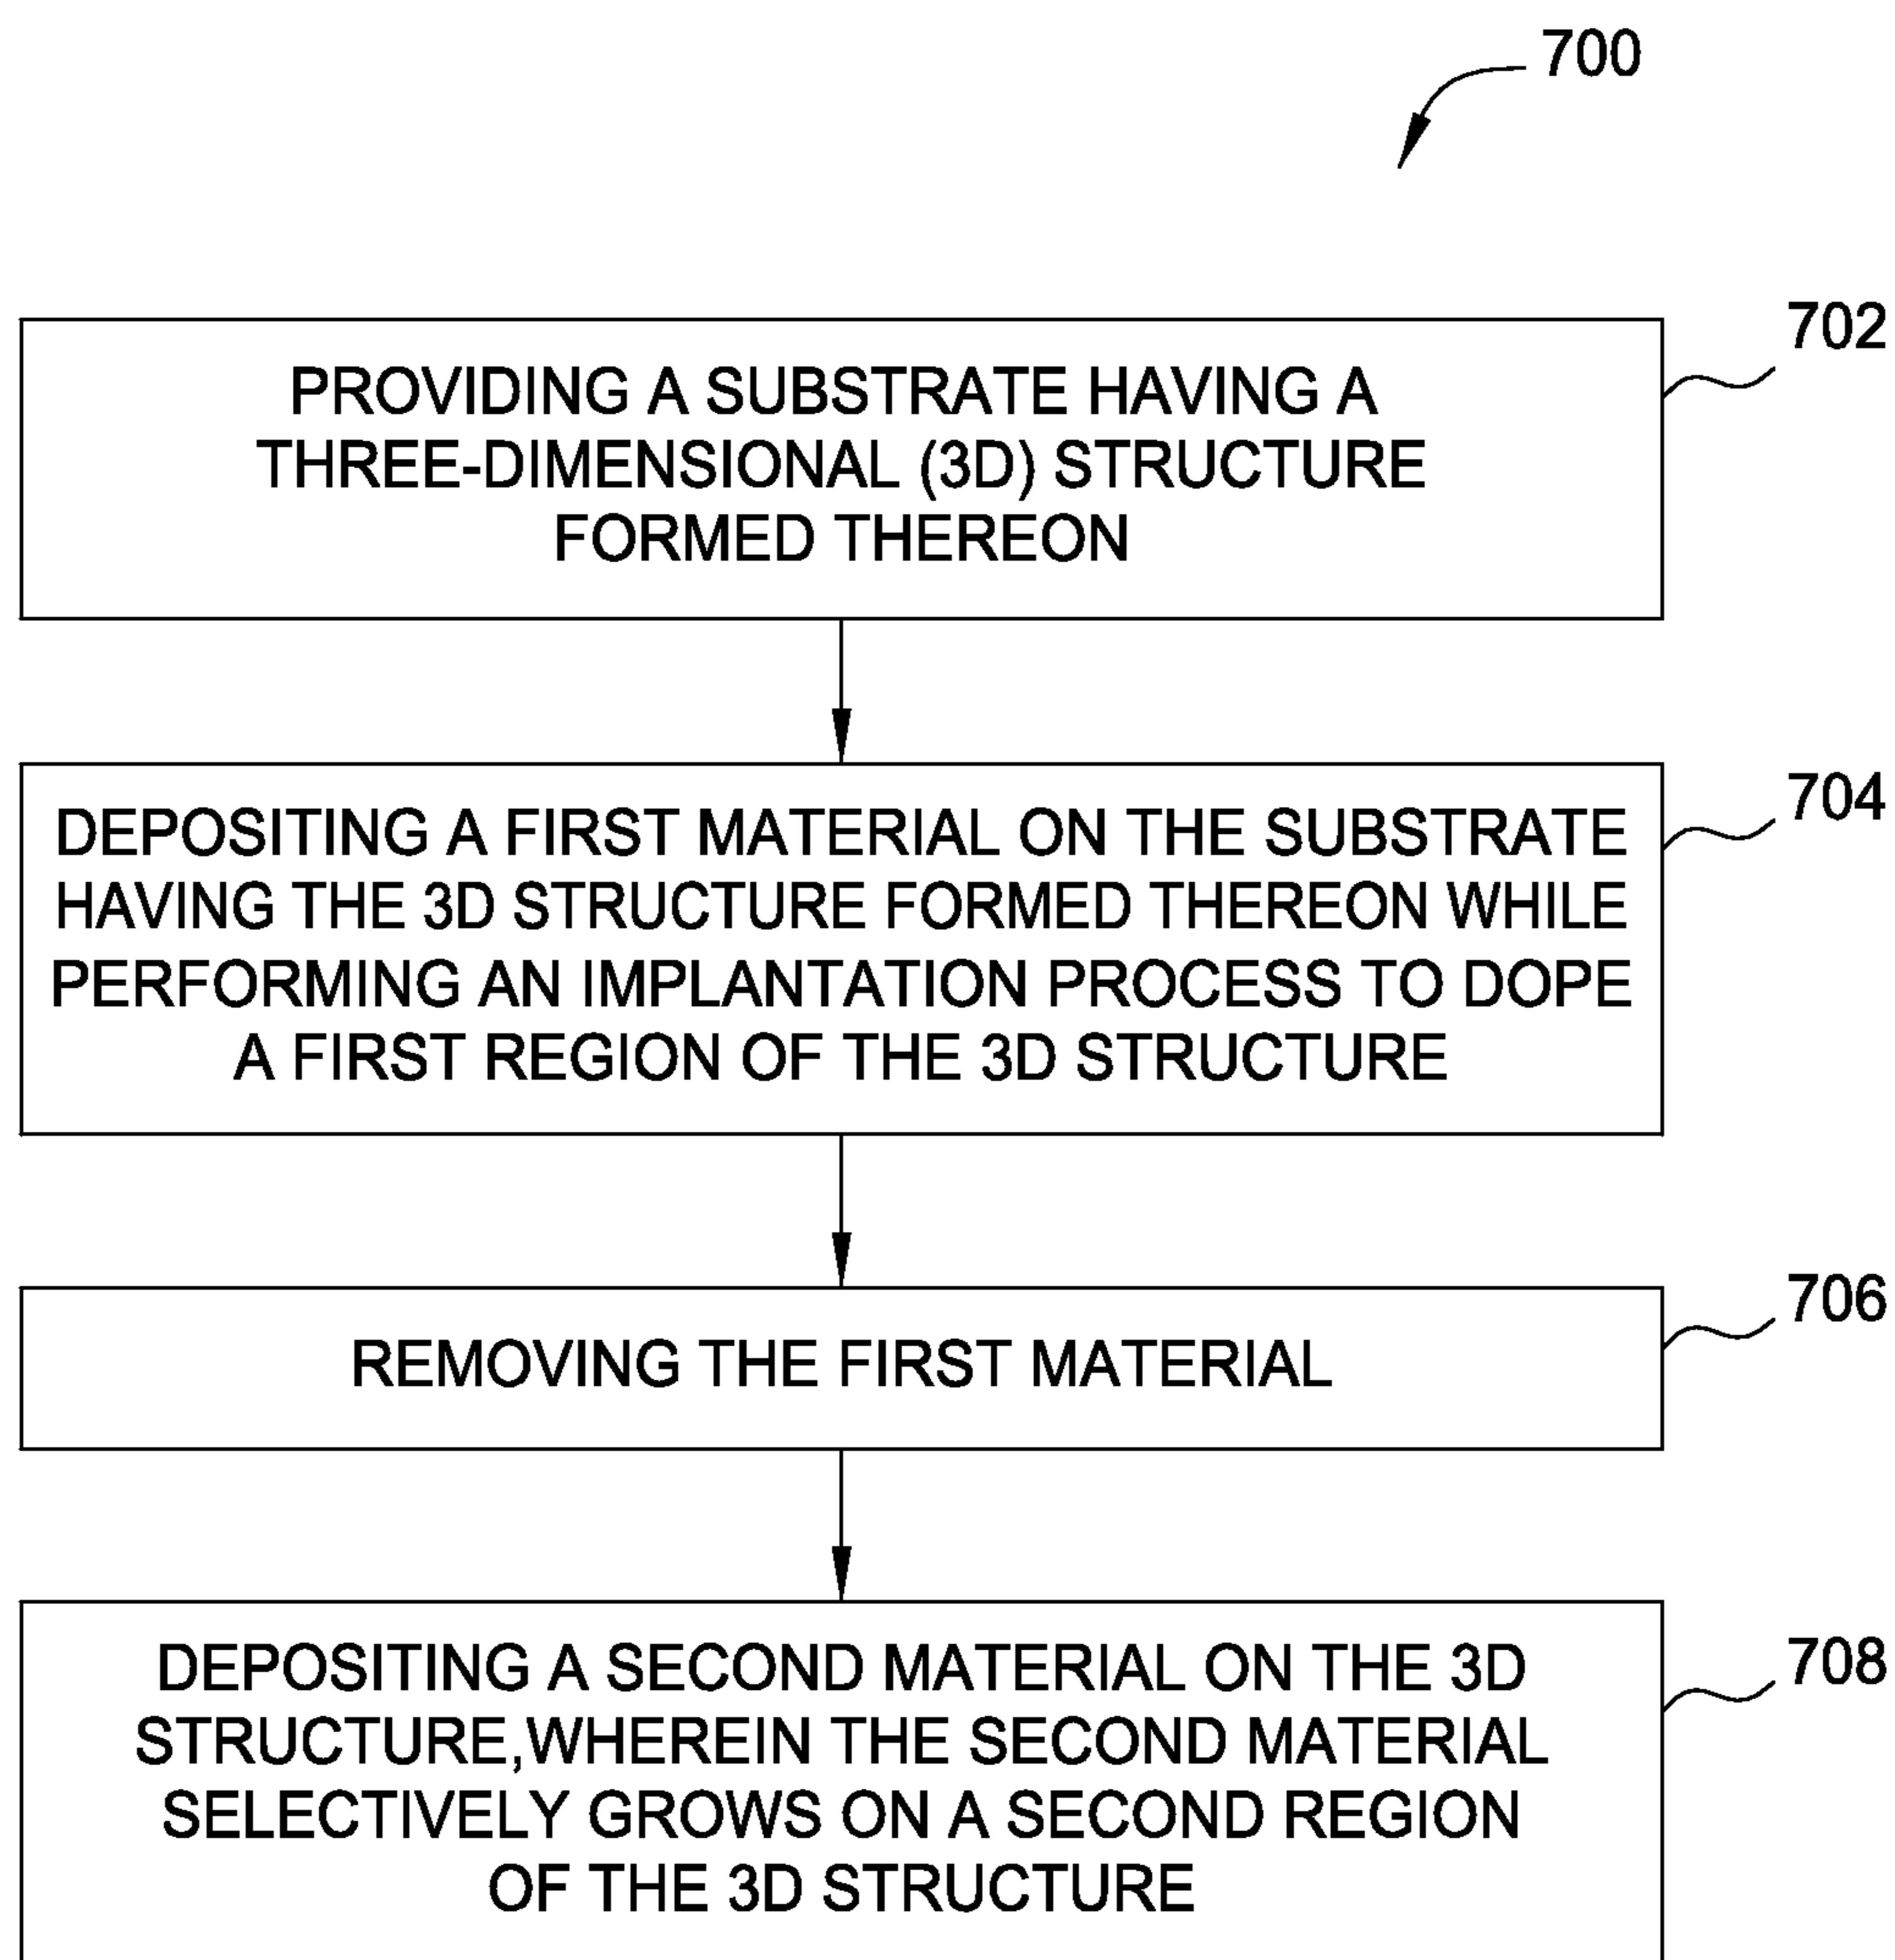 700
702
PROVIDING A SUBSTRATE HAVING A
THREE-DIMENSIONAL (3D) STRUCTURE
FORMED THEREON
704
DEPOSITING A FIRST MATERIAL ON THE SUBSTRATE
HAVING THE 3D STRUCTURE FORMED THEREON WHILE
PERFORMING AN IMPLANTATION PROCESS TO DOPE
A FIRST REGION OF THE 3D STRUCTURE
706
REMOVING THE FIRST MATERIAL
708
DEPOSITING A SECOND MATERIAL ON THE 3D
STRUCTURE,WHEREIN THE SECOND MATERIAL
SELECTIVELY GROWS ON A SECOND REGION
OF THE 3D STRUCTURE